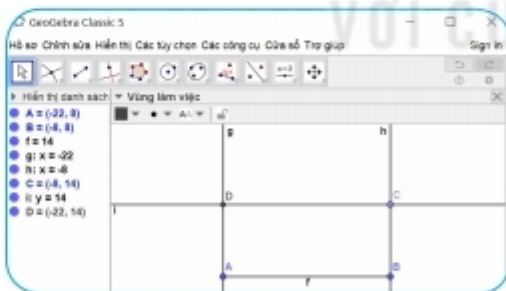 VỚI C
GeoGebra Classic 5
Hồ sơ Chỉnh sửa Hiển thị Các tùy chọn Các công cụ Cửa sổ Trợ giúp Sign in
Hiển thị danh sách Vùng làm việc
A = (-22, 8)
B = (-8, 8)
f = 14
g: x = -22
h: x = -8
C = (-8, 14)
i: y = 14
D = (-22, 14)
g h
D C
i
A B
f